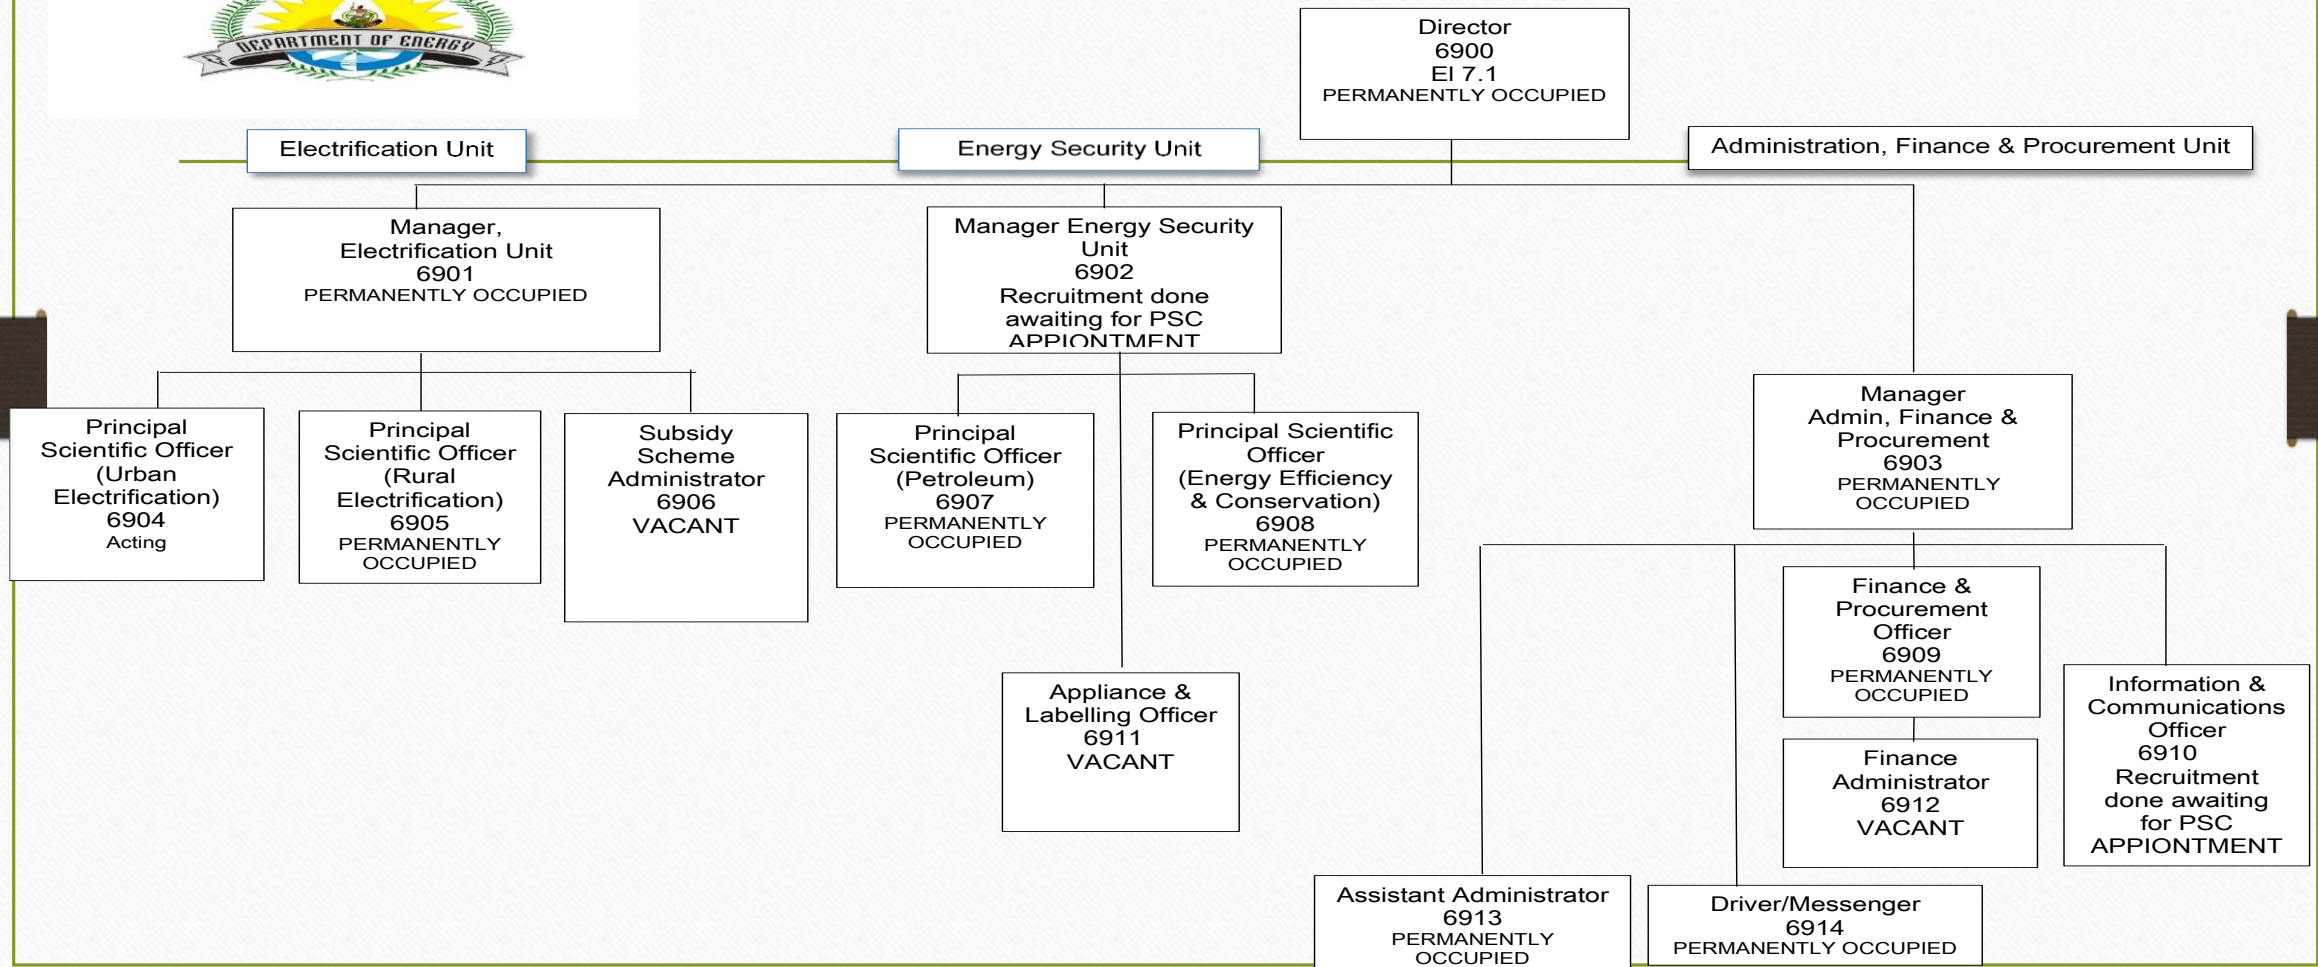 DEPARTMENT OF ENERGY
Director
6900
EI 7.1
PERMANENTLY OCCUPIED
Electrification Unit
Energy Security Unit
Administration, Finance & Procurement Unit
Manager,
Electrification Unit
6901
PERMANENTLY OCCUPIED
Manager Energy Security
Unit
6902
Recruitment done
awaiting for PSC
APPIONTMENT
Manager
Admin, Finance &
Procurement
6903
PERMANENTLY
OCCUPIED
Principal
Scientific Officer
(Urban
Electrification)
6904
Acting
Principal
Scientific Officer
(Rural
Electrification)
6905
PERMANENTLY
OCCUPIED
Subsidy
Scheme
Administrator
6906
VACANT
Principal
Scientific Officer
(Petroleum)
6907
PERMANENTLY
OCCUPIED
Principal Scientific
Officer
(Energy Efficiency
& Conservation)
6908
PERMANENTLY
OCCUPIED
Appliance &
Labelling Officer
6911
VACANT
Finance &
Procurement
Officer
6909
PERMANENTLY
OCCUPIED
Finance
Administrator
6912
VACANT
Information &
Communications
Officer
6910
Recruitment
done awaiting
for PSC
APPIONTMENT
Assistant Administrator
6913
PERMANENTLY
OCCUPIED
Driver/Messenger
6914
PERMANENTLY OCCUPIED